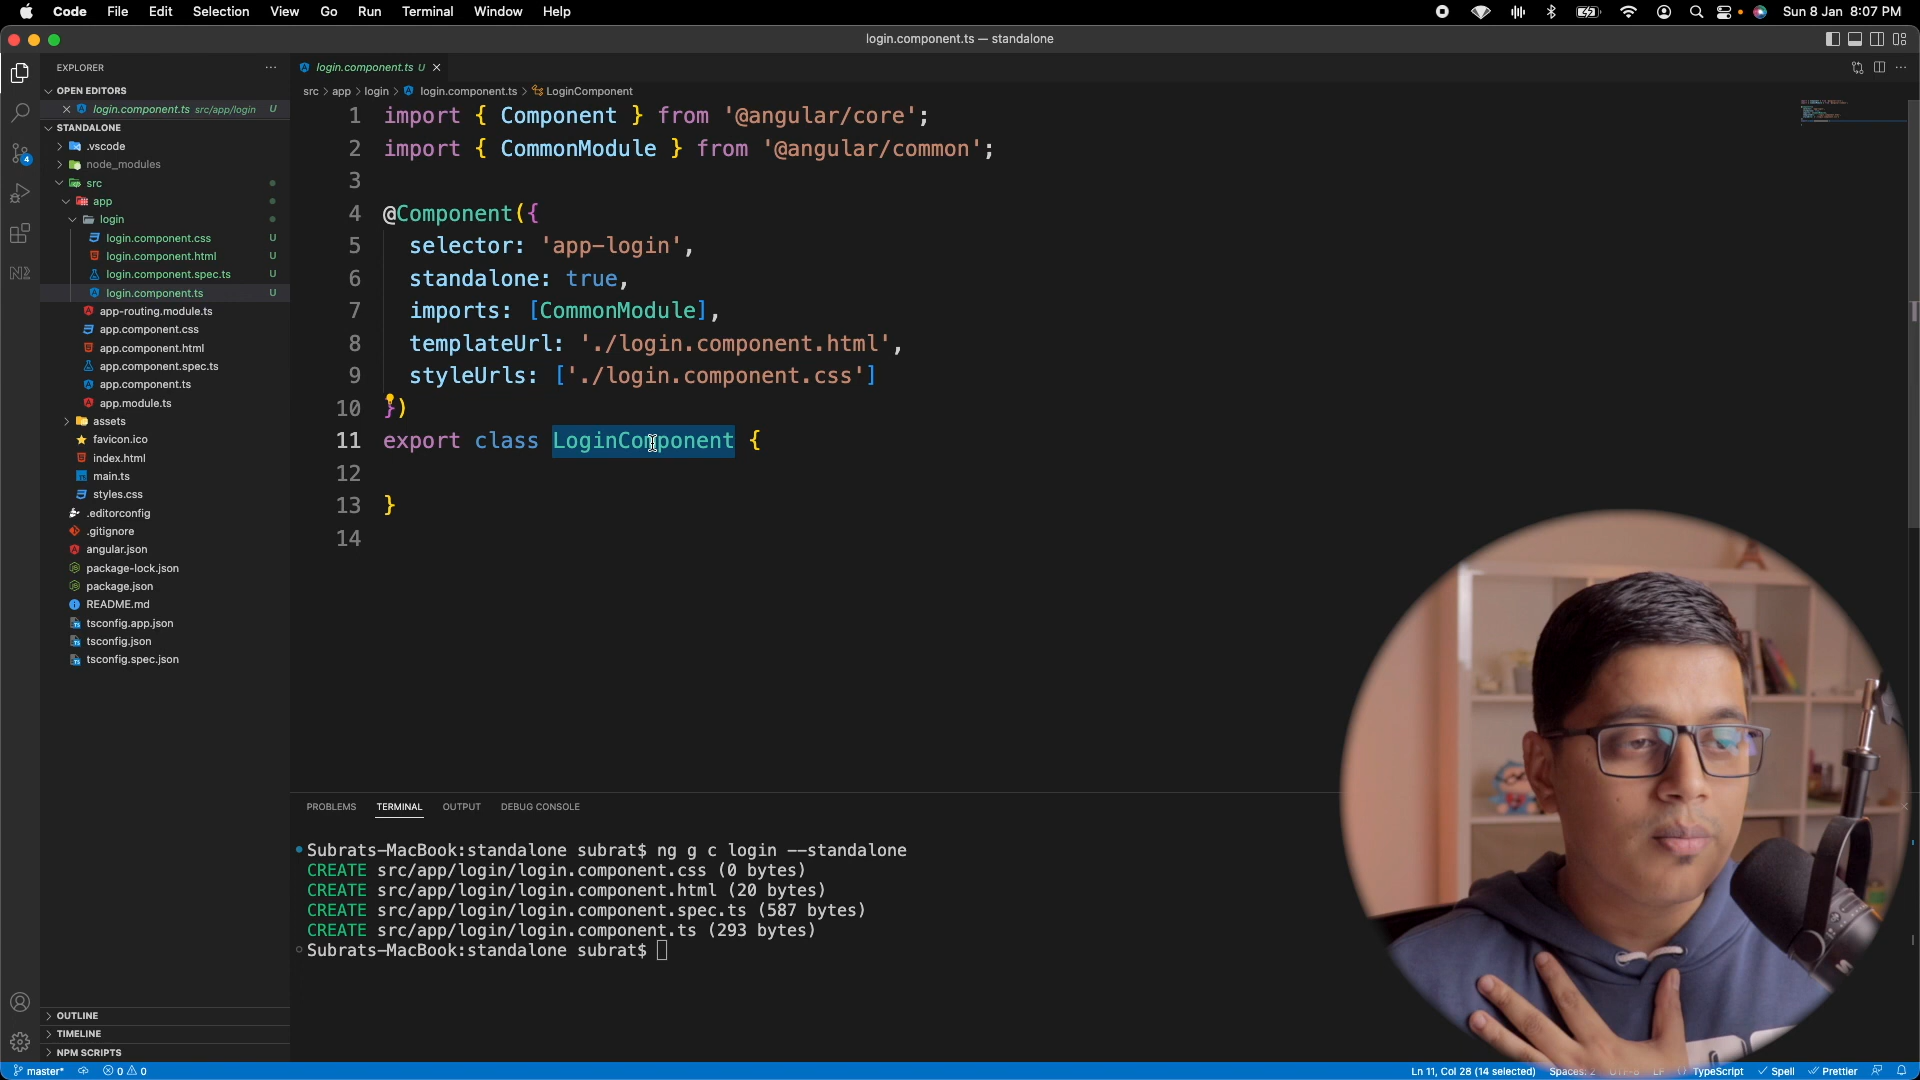 Code File Edit Selection View Go Run Terminal Window Help
Sun 8 Jan 8:07 PM
login.component.ts — standalone
EXPLORER
OPEN EDITORS
login.component.ts src/app/login U
STANDALONE
.vscode
node_modules
src
app
login
login.component.css U
login.component.html U
login.component.spec.ts U
login.component.ts U
app-routing.module.ts
app.component.css
app.component.html
app.component.spec.ts
app.component.ts
app.module.ts
assets
favicon.ico
index.html
main.ts
styles.css
.editorconfig
.gitignore
angular.json
package-lock.json
package.json
README.md
tsconfig.app.json
tsconfig.json
tsconfig.spec.json
OUTLINE
TIMELINE
NPM SCRIPTS
4
login.component.ts U
src > app > login > login.component.ts > LoginComponent
1 import { Component } from '@angular/core';
2 import { CommonModule } from '@angular/common';
3
4 @Component({
5 selector: 'app-login',
6 standalone: true,
7 imports: [CommonModule],
8 templateUrl: './login.component.html',
9 styleUrls: ['./login.component.css']
10 })
11 export class LoginComponent {
12
13 }
14
PROBLEMS TERMINAL OUTPUT DEBUG CONSOLE
Subrats-MacBook:standalone subrat$ ng g c login --standalone
CREATE src/app/login/login.component.css (0 bytes)
CREATE src/app/login/login.component.html (20 bytes)
CREATE src/app/login/login.component.spec.ts (587 bytes)
CREATE src/app/login/login.component.ts (293 bytes)
Subrats-MacBook:standalone subrat$
master* 0 0
Ln 11, Col 28 (14 selected) Spaces: 2 UTF-8 LF TypeScript Spell Prettier